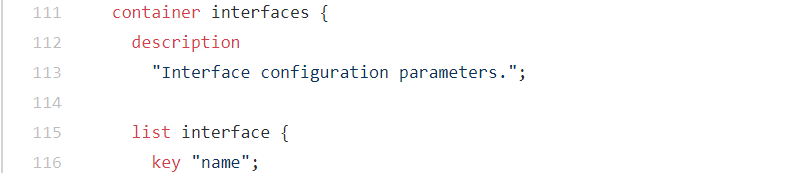 111 container interfaces {
112 description
113 "Interface configuration parameters.";
114
115 list interface {
116 key "name";